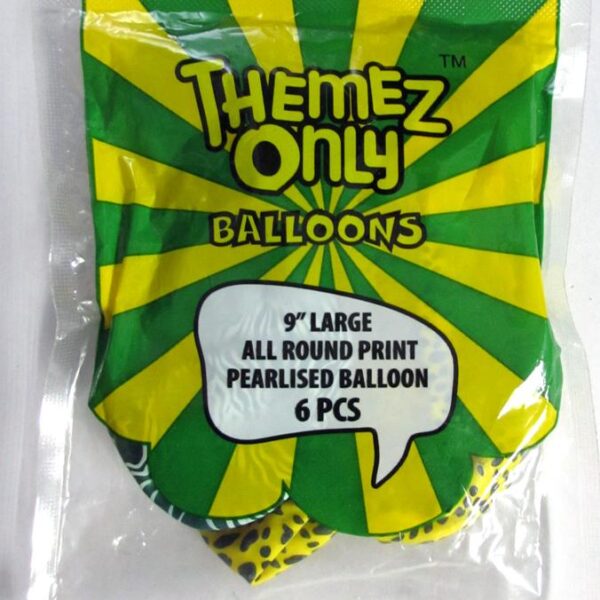 THEMEZ TM
ONLY
BALLOONS
9" LARGE
ALL ROUND PRINT
PEARLISED BALLOON
6 PCS